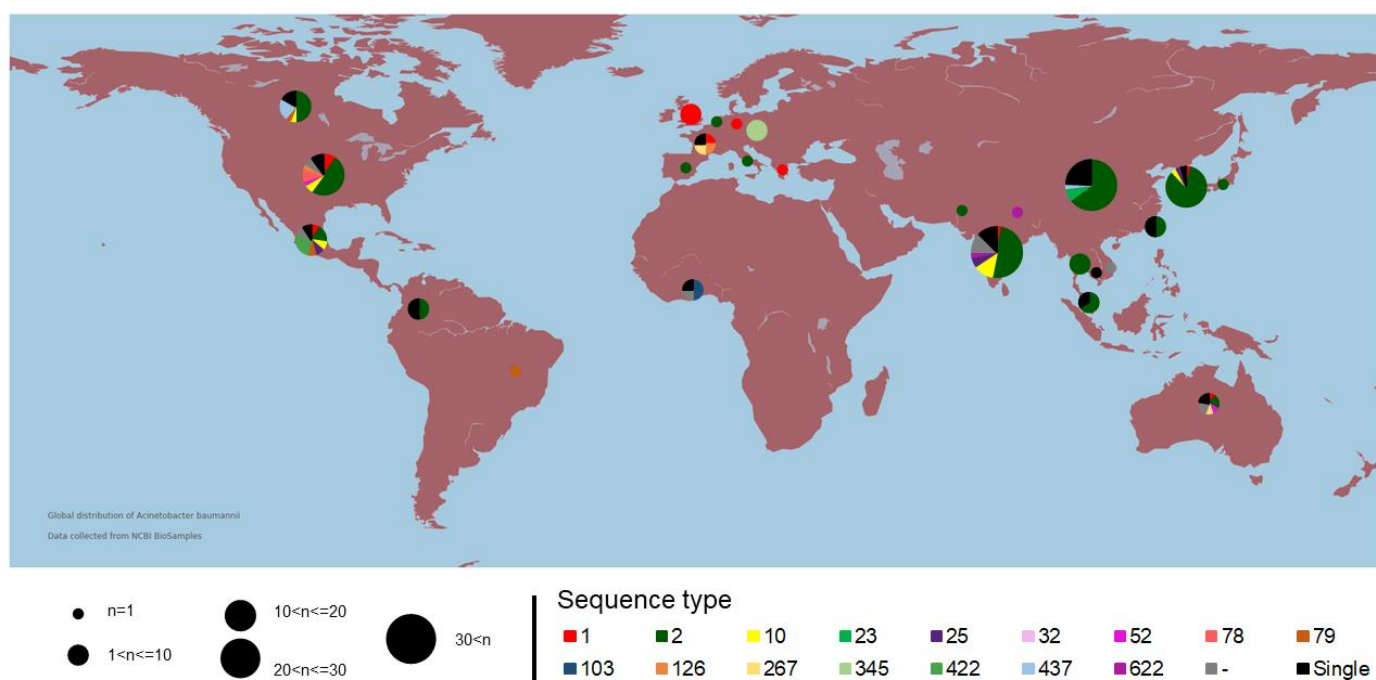 Global distribution of Acinetobacter baumannii
Data collected from NCBI BioSamples
n=1
10<n<=20
30<n
1<n<=10
20<n<=30
Sequence type
1 2 10 23 25 32 52 78 79
103 126 267 345 422 437 622 - Single